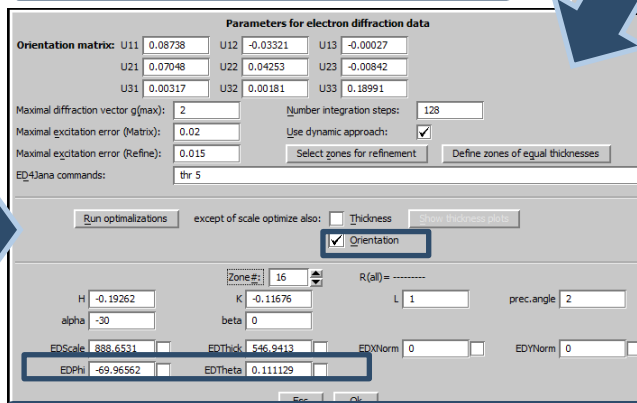 Parameters for electron diffraction data
Orientation matrix: U11 0.08738 U12 -0.03321 U13 -0.00027
U21 0.07048 U22 0.04253 U23 -0.00842
U31 0.00317 U32 0.00181 U33 0.18991
Maximal diffraction vector g(max): 2 Number integration steps: 128
Maximal excitation error (Matrix): 0.02 Use dynamic approach:
Maximal excitation error (Refine): 0.015 Select zones for refinement Define zones of equal thicknesses
ED4Jana commands: thr 5
Run optimalizations except of scale optimize also: Thickness Show thickness plots
Orientation
Zone#: 16 R(all)= ---------
H -0.19262 K -0.11676 L 1 prec.angle 2
alpha -30 beta 0
EDScale 888.6531 EDThick 546.9413 EDXNorm 0 EDYNorm 0
EDPhi -69.96562 EDTheta 0.111129
Esc Ok